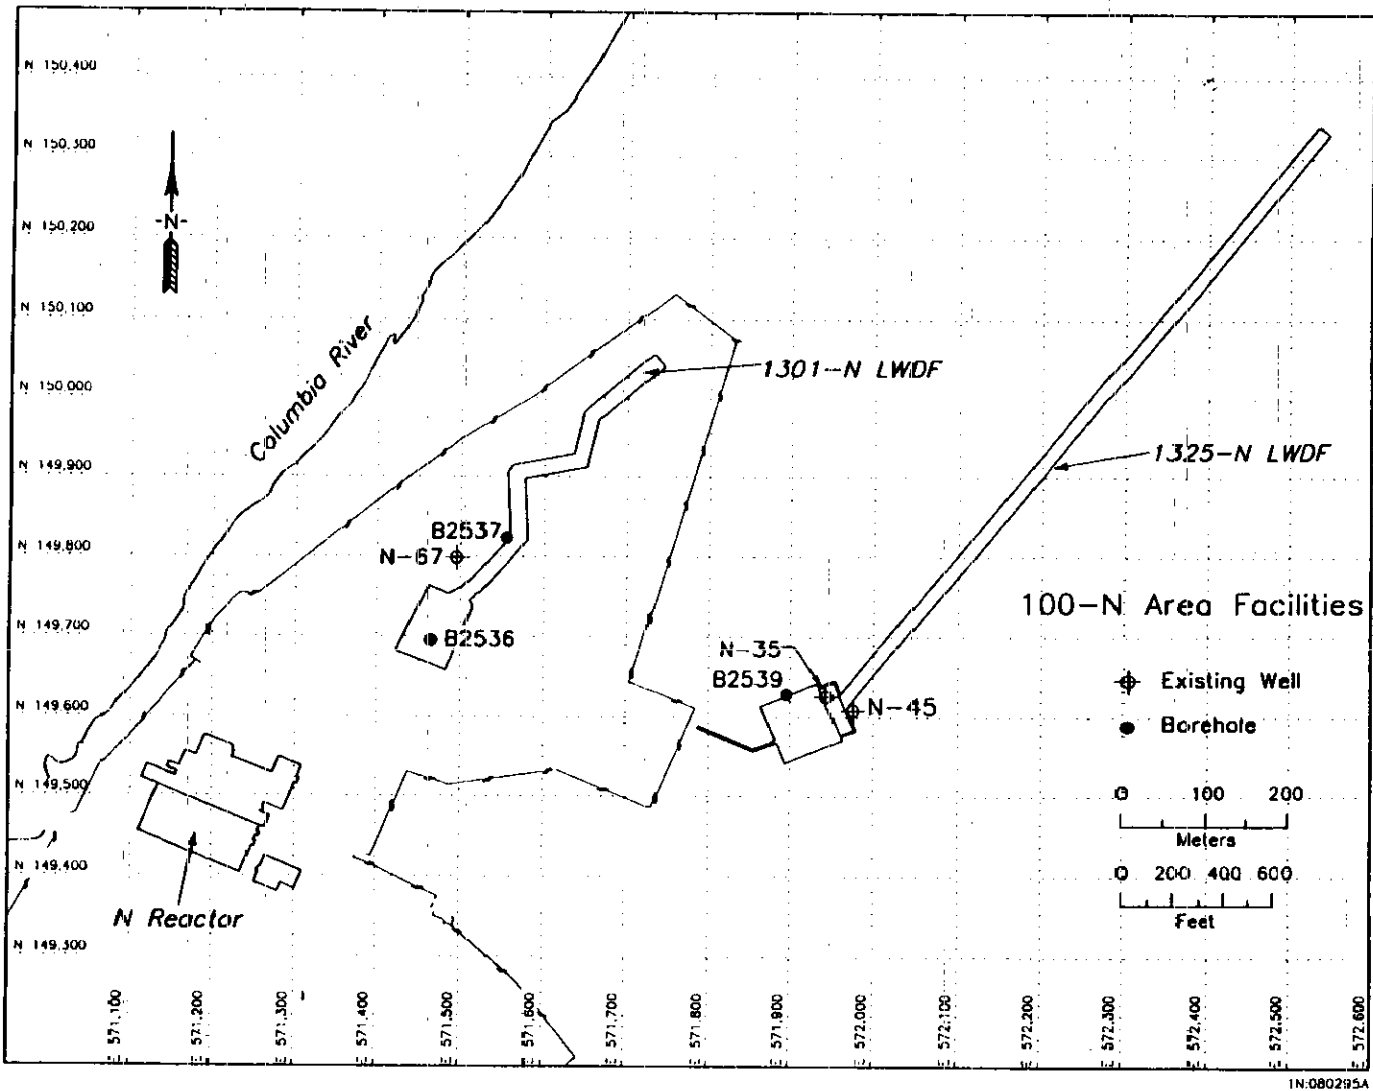 N 150,400
N 150,300
N 150,200
N 150,100
N 150,000
N 149,900
N 149,800
N 149,700
N 149,600
N 149,500
N 149,400
N 149,300
-N-
Columbia River
1301-N LWDF
1325-N LWDF
B2537
N-67
B2536
N-35
B2539
N-45
N Reactor
100-N Area Facilities
Existing Well
Borehole
0 100 200
Meters
0 200 400 600
Feet
E 571,100
E 571,200
E 571,300
E 571,400
E 571,500
E 571,600
E 571,700
E 571,800
E 571,900
E 572,000
E 572,100
E 572,200
E 572,300
E 572,400
E 572,500
E 572,600
1N:080295A